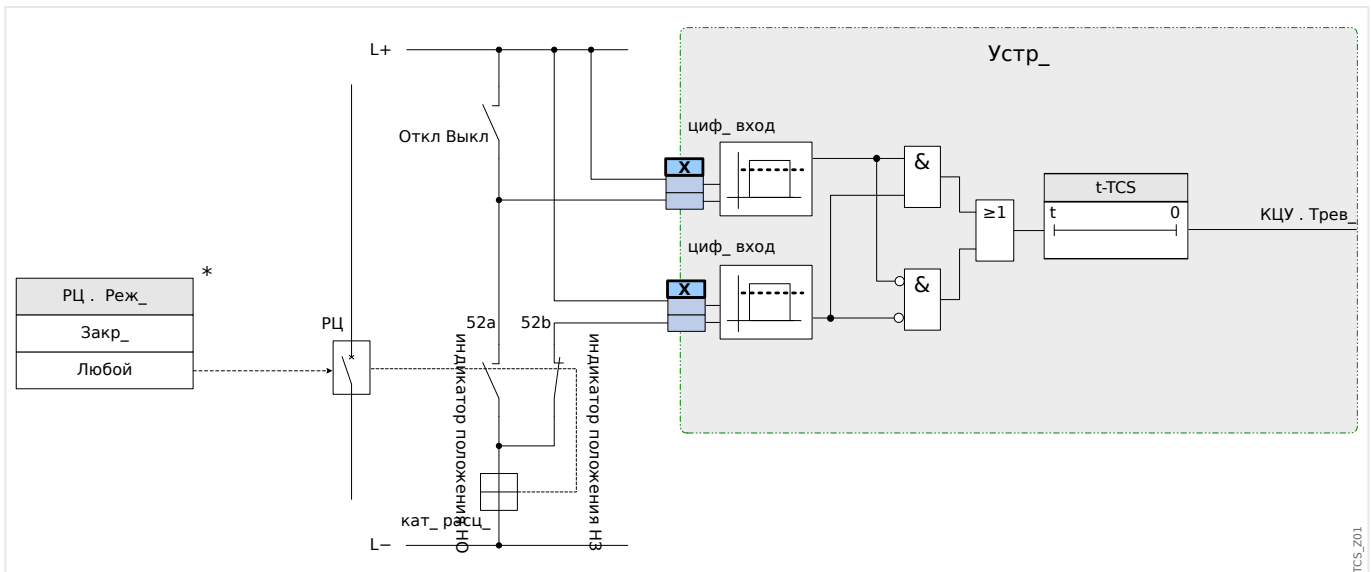 L+
Устр_
циф_ вход
Откл Выкл
X
&
t-TCS
t 0
≥1
КЦУ . Трев_
циф_ вход
*
X
&
РЦ . Реж_
Закр_
Любой
РЦ
52a 52b
индикатор положения НО
индикатор положения НЗ
кат_ расц_
L−
TCS_Z01